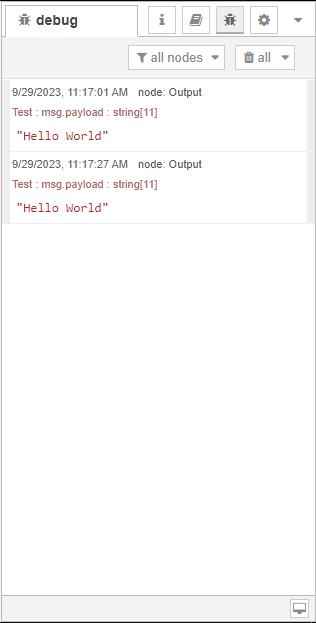 debug
all nodes
all
9/29/2023, 11:17:01 AM node: Output
Test : msg.payload : string[11]
"Hello World"
9/29/2023, 11:17:27 AM node: Output
Test : msg.payload : string[11]
"Hello World"